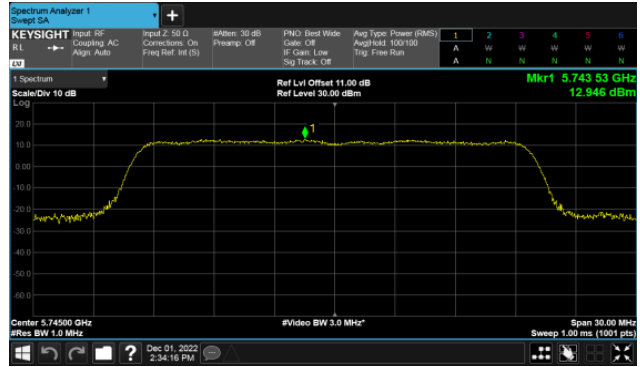 Spectrum Analyzer 1
Swept SA
+
KEYSIGHT Input: RF Input Z: 50 Ω #Atten: 30 dB PNO: Best Wide Avg Type: Power (RMS) 1 2 3 4 5 6
RL Coupling: AC Corrections: On Preamp: Off Gate: Off Avg|Hold: 100/100 A W W W W W
Align: Auto Freq Ref: Int (S) IF Gain: Low Trig: Free Run
LXI Sig Track: Off A N N N N N
1 Spectrum Ref Lvl Offset 11.00 dB Mkr1 5.743 53 GHz
Scale/Div 10 dB Ref Level 30.00 dBm 12.946 dBm
Log
20.0
1
10.0
0.00
-10.0
-20.0
-30.0
-40.0
-50.0
-60.0
Center 5.74500 GHz #Video BW 3.0 MHz* Span 30.00 MHz
#Res BW 1.0 MHz Sweep 1.00 ms (1001 pts)
? Dec 01, 2022
2:34:16 PM